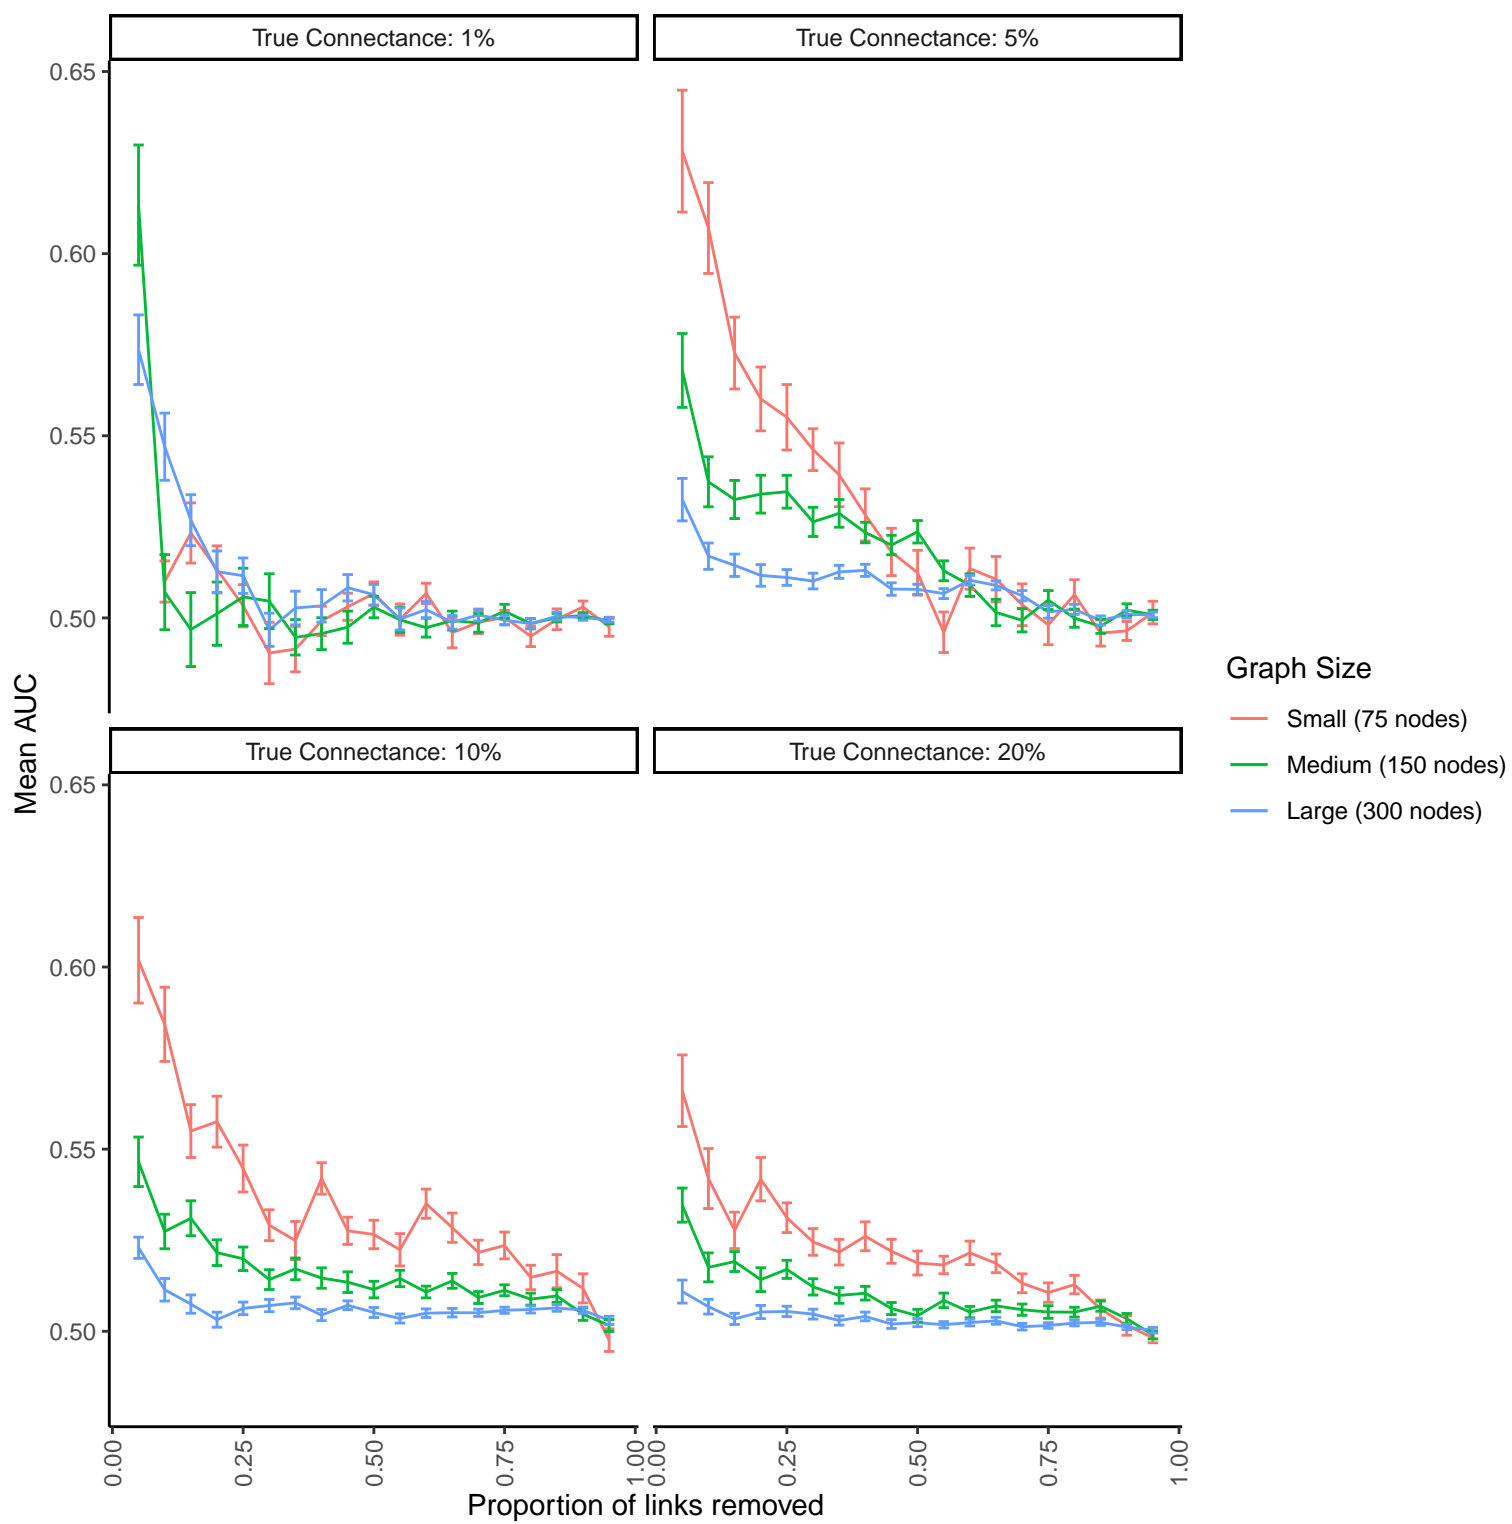 True Connectance: 1%
True Connectance: 5%
0.65
0.60
0.55
0.50
True Connectance: 10%
True Connectance: 20%
0.65
0.60
0.55
0.50
Mean AUC
0.00
0.25
0.50
0.75
1.00
0.00
0.25
0.50
0.75
1.00
Proportion of links removed
Graph Size
Small (75 nodes)
Medium (150 nodes)
Large (300 nodes)